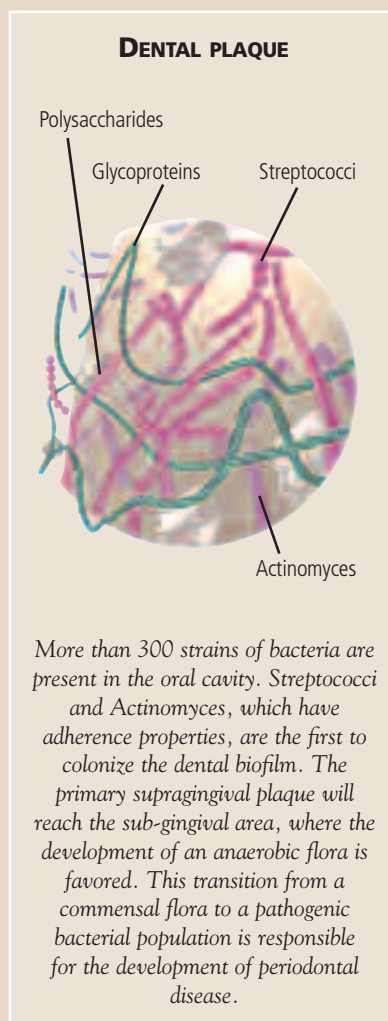 DENTAL PLAQUE
Polysaccharides
Glycoproteins
Streptococci
Actinomyces
More than 300 strains of bacteria are
present in the oral cavity. Streptococci
and Actinomyces, which have
adherence properties, are the first to
colonize the dental biofilm. The
primary supragingival plaque will
reach the sub-gingival area, where the
development of an anaerobic flora is
favored. This transition from a
commensal flora to a pathogenic
bacterial population is responsible
for the development of periodontal
disease.